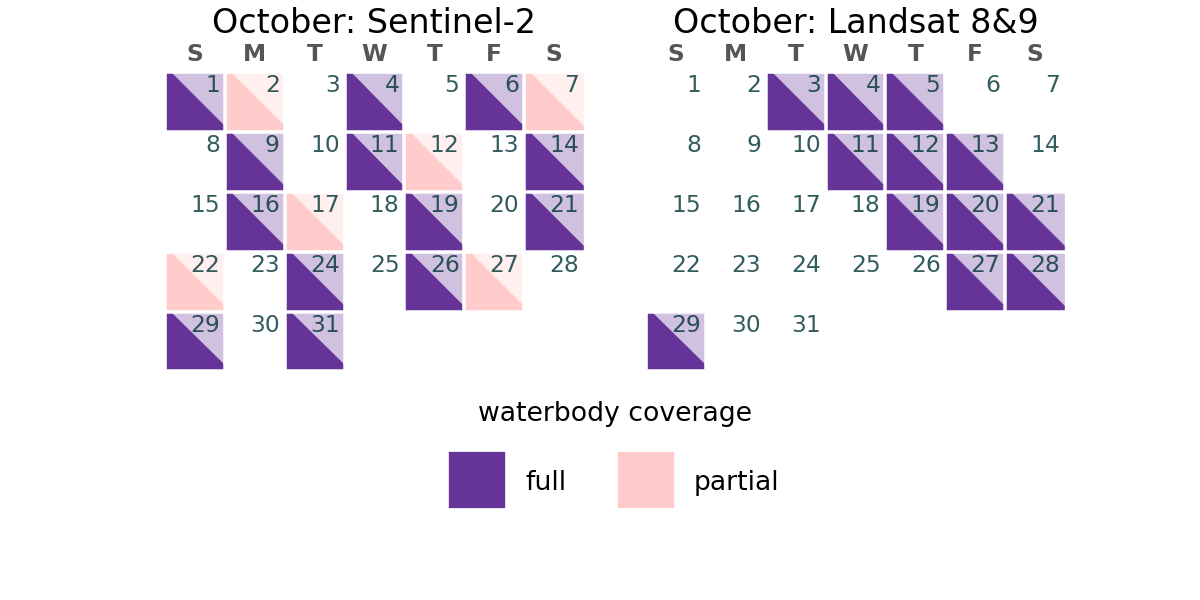 October: Sentinel-2
S M T W T F S
1 2 3 4 5 6 7
8 9 10 11 12 13 14
15 16 17 18 19 20 21
22 23 24 25 26 27 28
29 30 31
October: Landsat 8&9
S M T W T F S
1 2 3 4 5 6 7
8 9 10 11 12 13 14
15 16 17 18 19 20 21
22 23 24 25 26 27 28
29 30 31
waterbody coverage
full partial